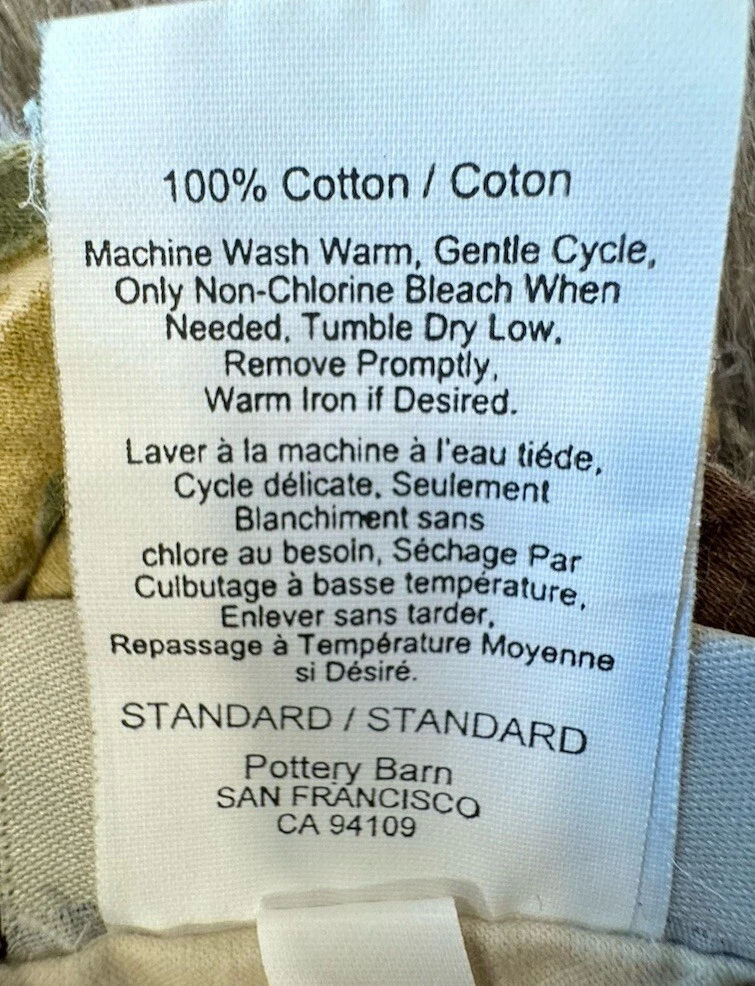 100% Cotton / Coton
Machine Wash Warm, Gentle Cycle,
Only Non-Chlorine Bleach When
Needed, Tumble Dry Low,
Remove Promptly,
Warm Iron if Desired.
Laver à la machine à l'eau tiéde,
Cycle délicate, Seulement
Blanchiment sans
chlore au besoin, Séchage Par
Culbutage à basse température,
Enlever sans tarder,
Repassage à Température Moyenne
si Désiré.
STANDARD / STANDARD
Pottery Barn
SAN FRANCISCO
CA 94109